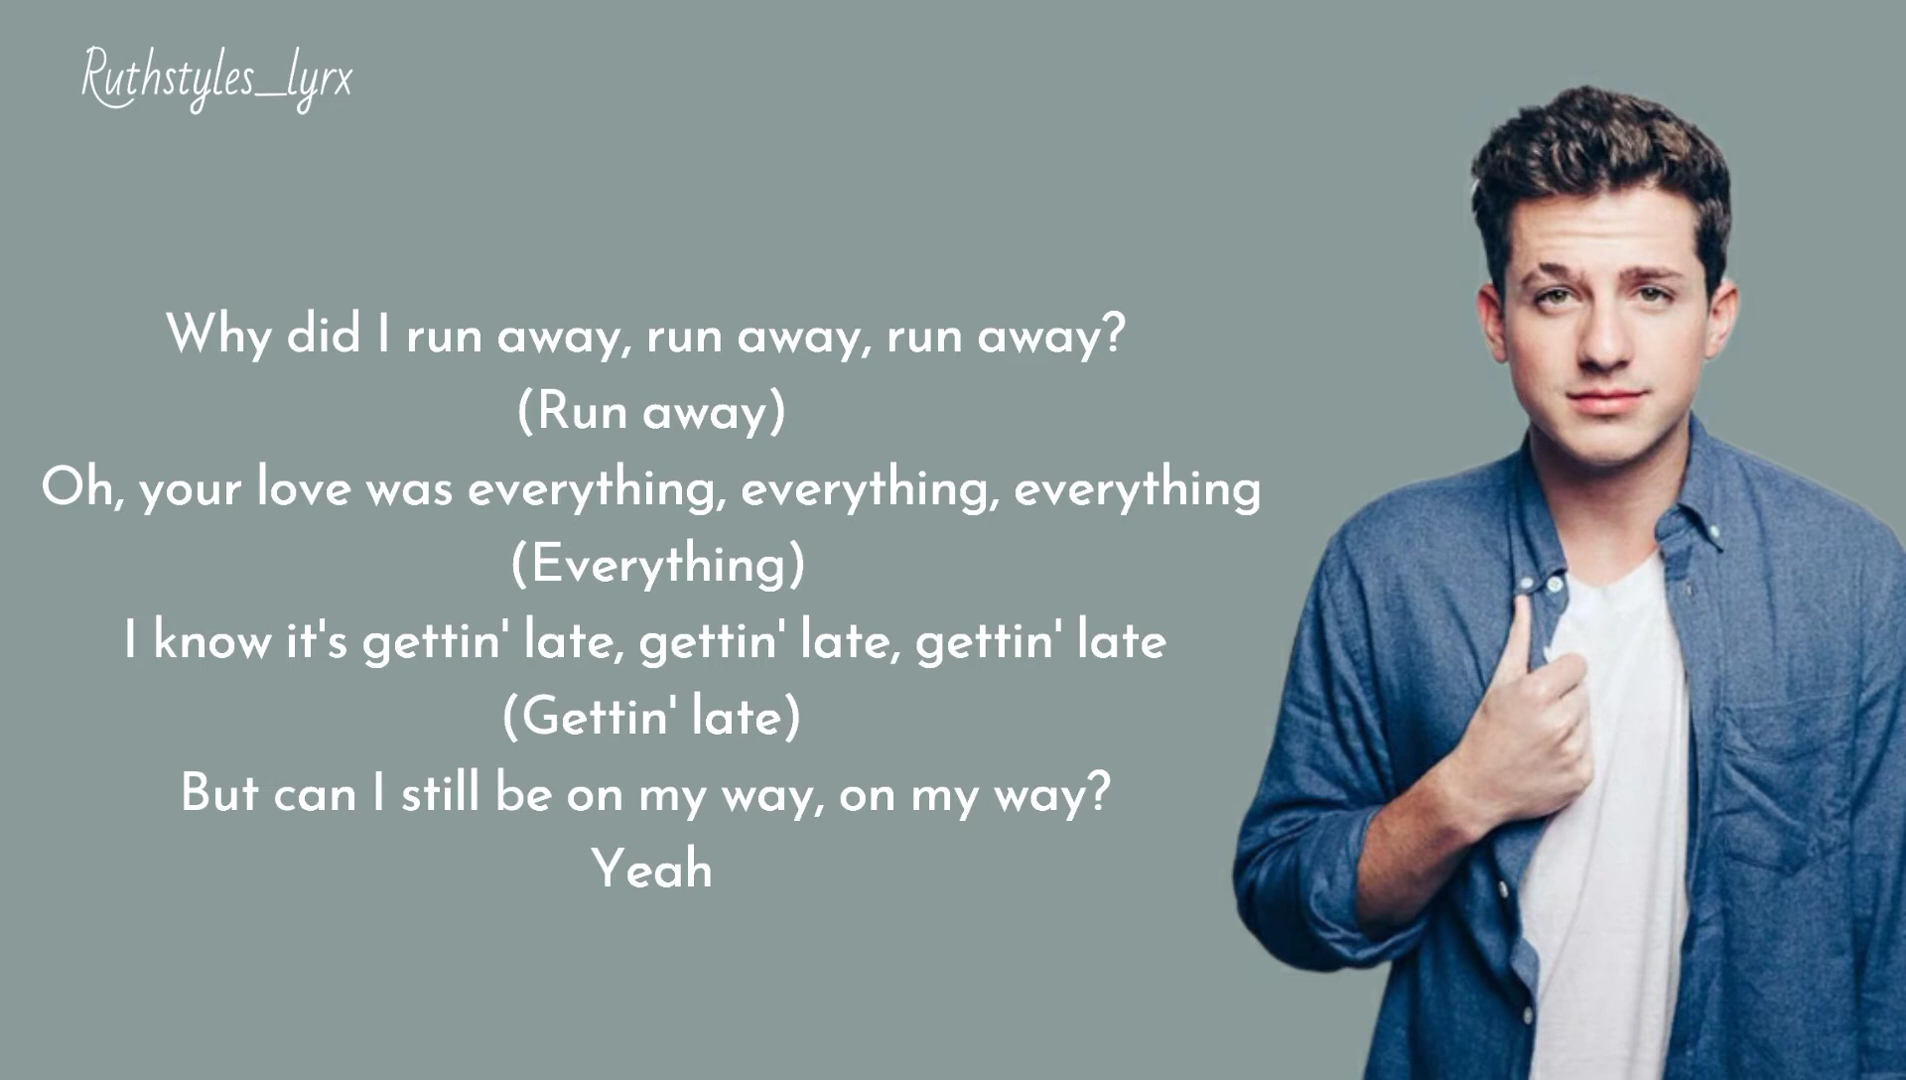 Ruthstyles_lyrx
Why did I run away, run away, run away?
(Run away)
Oh, your love was everything, everything, everything
(Everything)
I know it's gettin' late, gettin' late, gettin' late
(Gettin' late)
But can I still be on my way, on my way?
Yeah